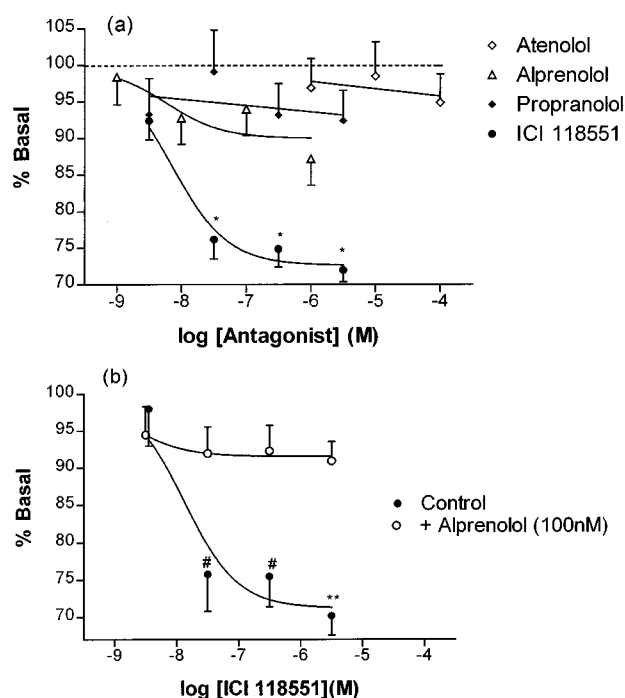 (a)
100
95
90
85
80
75
70
% Basal
* * *
-9 -8 -7 -6 -5 -4
log [Antagonist] (M)
Atenolol
Alprenolol
Propranolol
ICI 118551
(b)
100
95
90
85
80
75
70
% Basal
# # **
-9 -8 -7 -6 -5 -4
log [ICI 118551](M)
Control
+ Alprenolol (100nM)